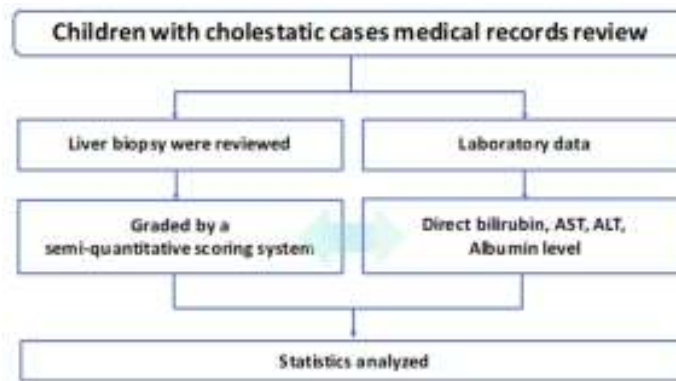 Children with cholestatic cases medical records review
Liver biopsy were reviewed
Laboratory data
Graded by a
semi-quantitative scoring system
Direct bilirubin, AST, ALT,
Albumin level
Statistics analyzed